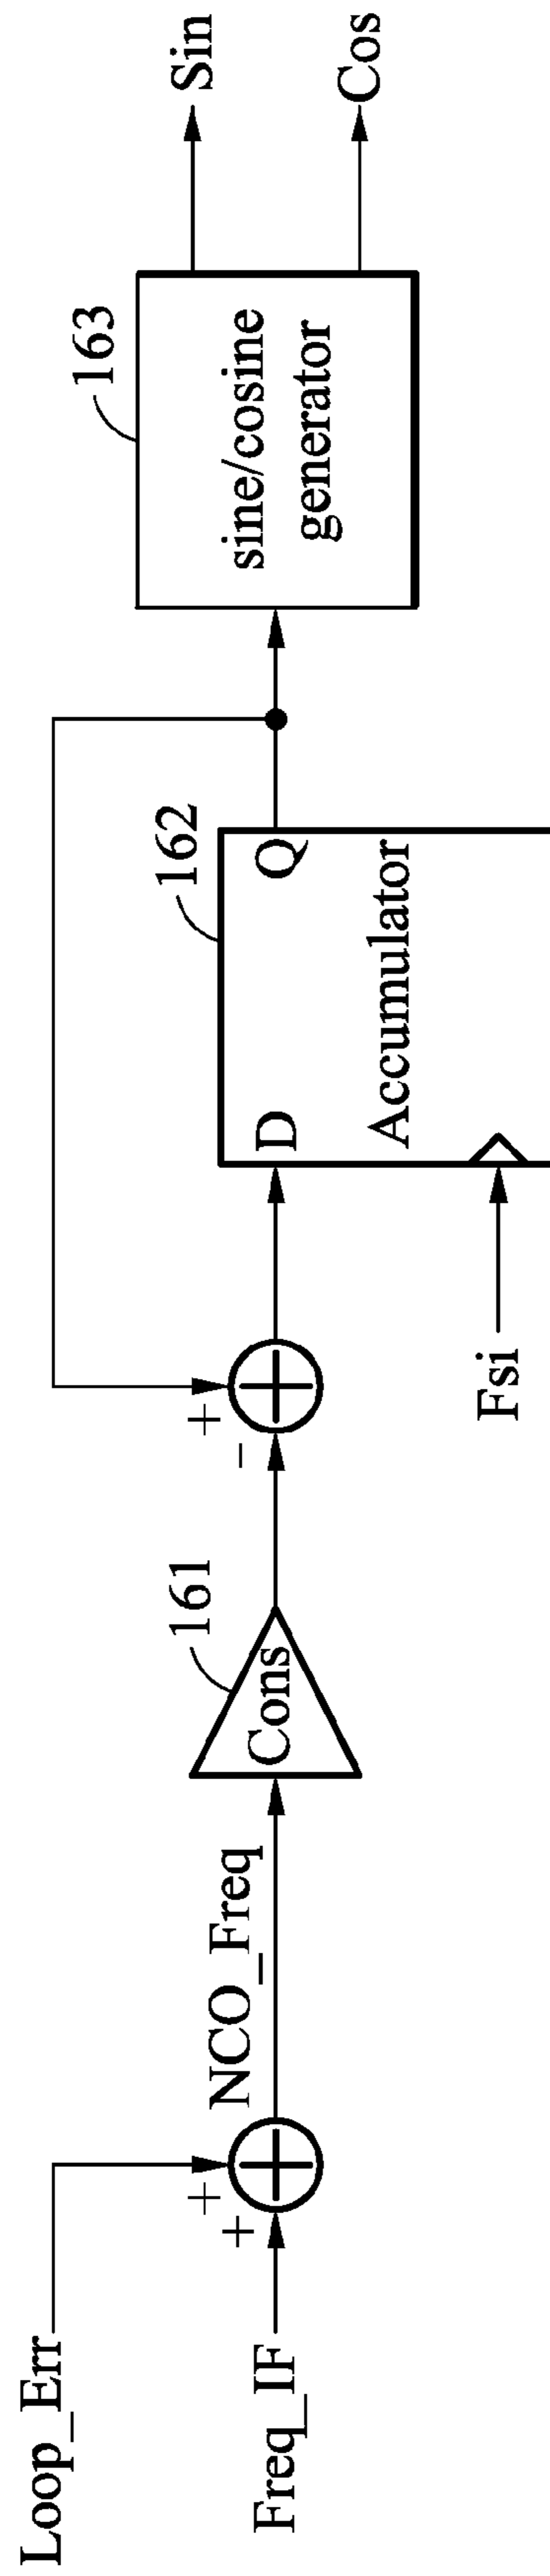 Loop_Err
Freq_IF
+
+
NCO_Freq
Cons
161
+
−
Fsi
D
Q
Accumulator
162
sine/cosine
generator
163
Sin
Cos